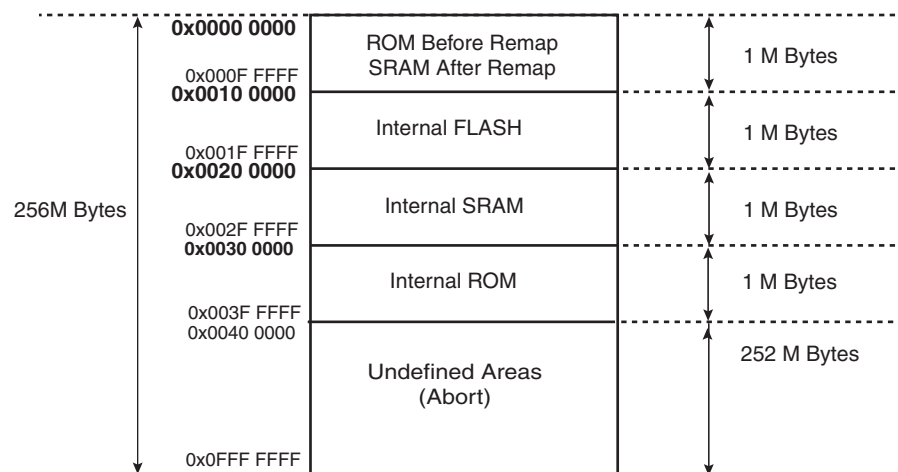 0x0000 0000
ROM Before Remap
SRAM After Remap
1 M Bytes
0x000F FFFF
0x0010 0000
Internal FLASH
1 M Bytes
0x001F FFFF
0x0020 0000
256M Bytes
Internal SRAM
1 M Bytes
0x002F FFFF
0x0030 0000
Internal ROM
1 M Bytes
0x003F FFFF
0x0040 0000
252 M Bytes
Undefined Areas
(Abort)
0x0FFF FFFF